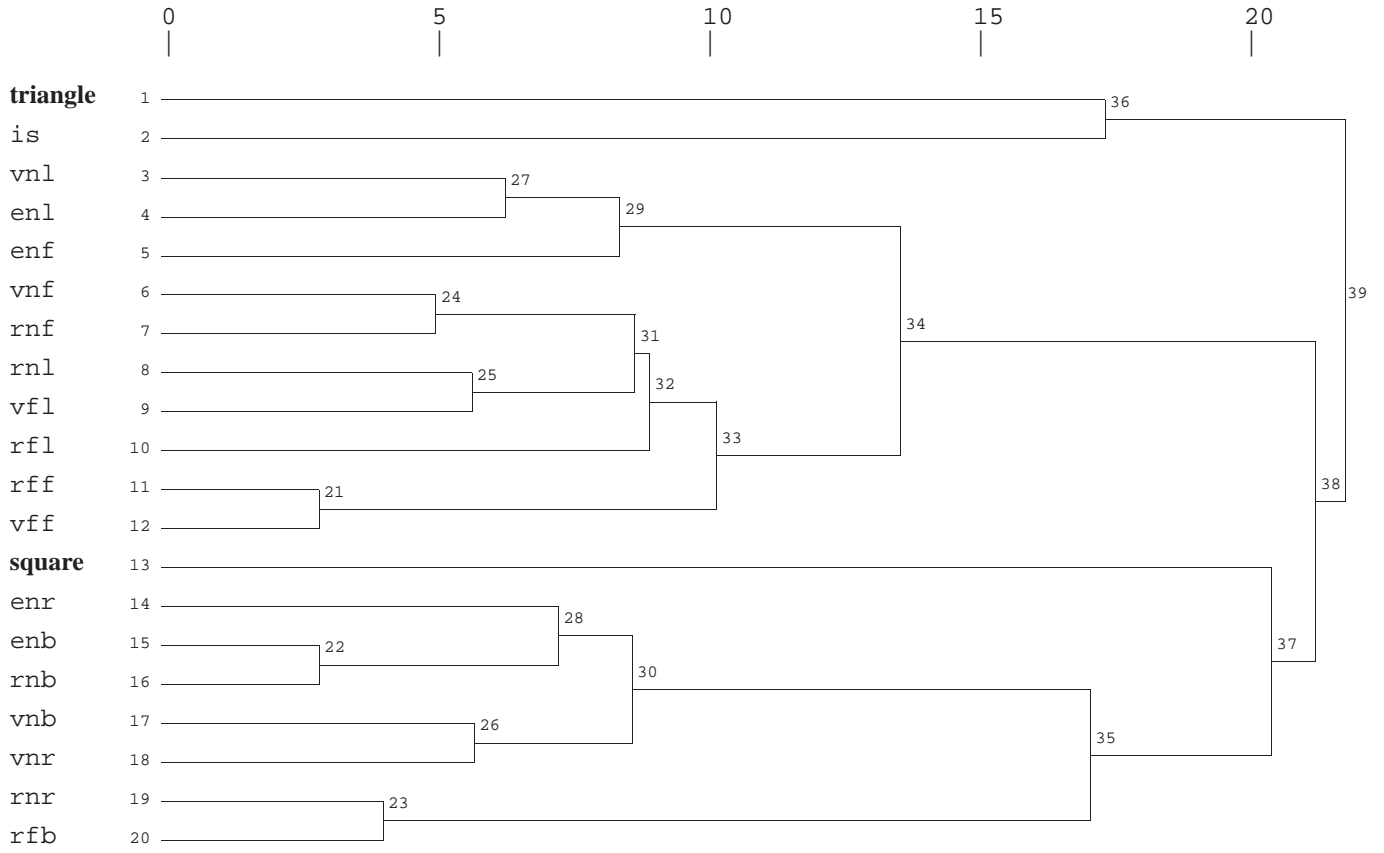 0 5 10 15 20
triangle 1
36
is 2
vnl 3
27
enl 4
29
enf 5
vnf 6
24
39
rnf 7
34
31
rnl 8
25
32
vfl 9
33
rfl 10
rff 11
21
38
vff 12
square 13
enr 14
28
enb 15
22
37
rnb 16
30
vnb 17
26
35
vnr 18
rnr 19
23
rfb 20